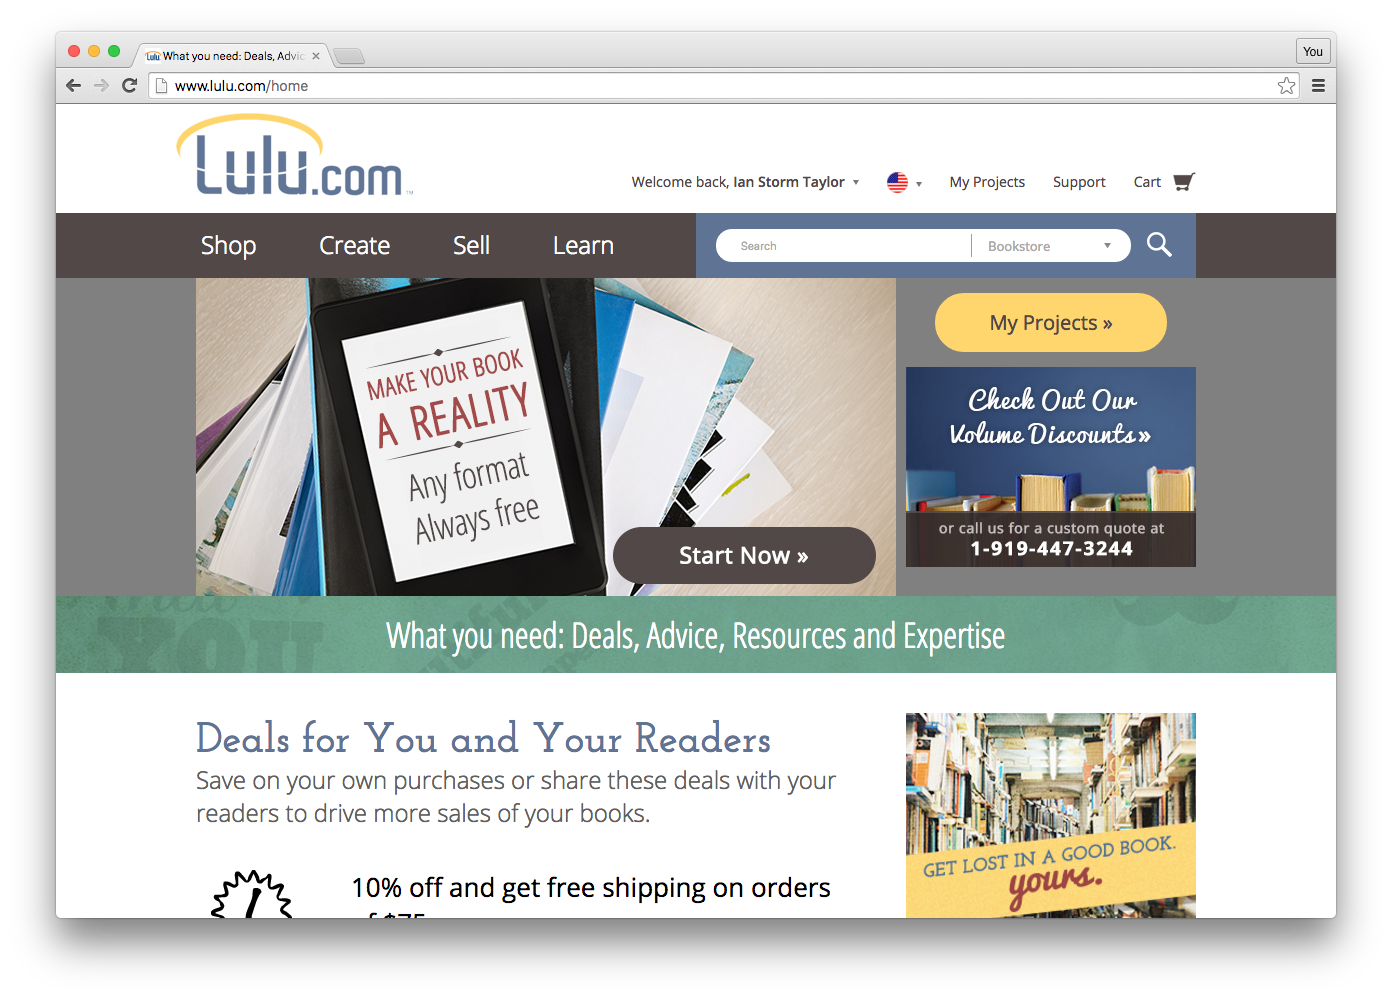 What you need: Deals, Advic
You
www.lulu.com/home
Lulu.com™
Welcome back, Ian Storm Taylor
My Projects
Support
Cart
Shop
Create
Sell
Learn
Search
Bookstore
MAKE YOUR BOOK
A REALITY
Any format
Always free
Start Now »
My Projects »
Check Out Our
Volume Discounts»
or call us for a custom quote at
1-919-447-3244
YOU
What you need: Deals, Advice, Resources and Expertise
Deals for You and Your Readers
Save on your own purchases or share these deals with your
readers to drive more sales of your books.
10% off and get free shipping on orders
of $75
GET LOST IN A GOOD BOOK.
yours.